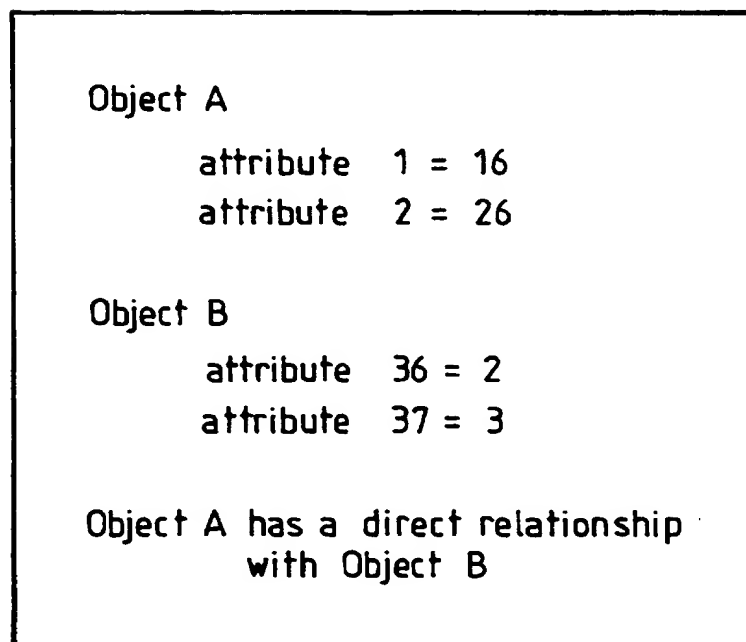 Object A
attribute 1 = 16
attribute 2 = 26
Object B
attribute 36 = 2
attribute 37 = 3
Object A has a direct relationship
with Object B